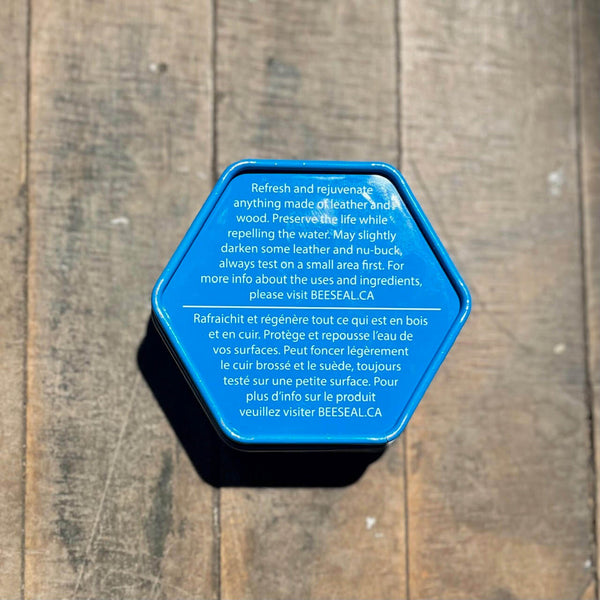 Refresh and rejuvenate
anything made of leather and
wood. Preserve the life while
repelling the water. May slightly
darken some leather and nu-buck,
always test on a small area first. For
more info about the uses and ingredients,
please visit BEESEAL.CA
Rafraichit et régénère tout ce qui est en bois
et en cuir. Protège et repousse l'eau de
vos surfaces. Peut foncer légèrement
le cuir brossé et le suède, toujours
testé sur une petite surface. Pour
plus d'info sur le produit
veuillez visiter BEESEAL.CA